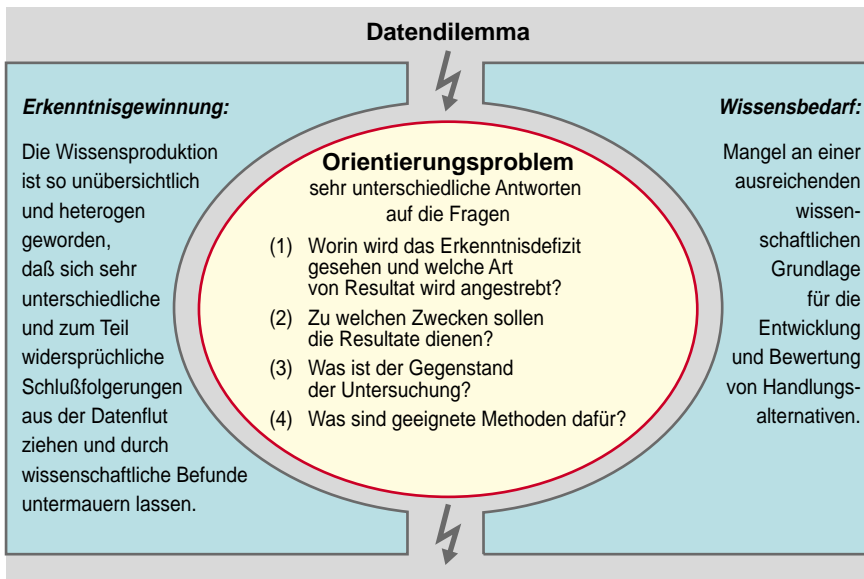 Datendilemma
Erkenntnisgewinnung:
Die Wissensproduktion
ist so unübersichtlich
und heterogen
geworden,
daß sich sehr
unterschiedliche
und zum Teil
widersprüchliche
Schlußfolgerungen
aus der Datenflut
ziehen und durch
wissenschaftliche Befunde
untermauern lassen.
Orientierungsproblem
sehr unterschiedliche Antworten
auf die Fragen
(1) Worin wird das Erkenntnisdefizit
gesehen und welche Art
von Resultat wird angestrebt?
(2) Zu welchen Zwecken sollen
die Resultate dienen?
(3) Was ist der Gegenstand
der Untersuchung?
(4) Was sind geeignete Methoden dafür?
Wissensbedarf:
Mangel an einer
ausreichenden
wissen-
schaftlichen
Grundlage
für die
Entwicklung
und Bewertung
von Handlungs-
alternativen.